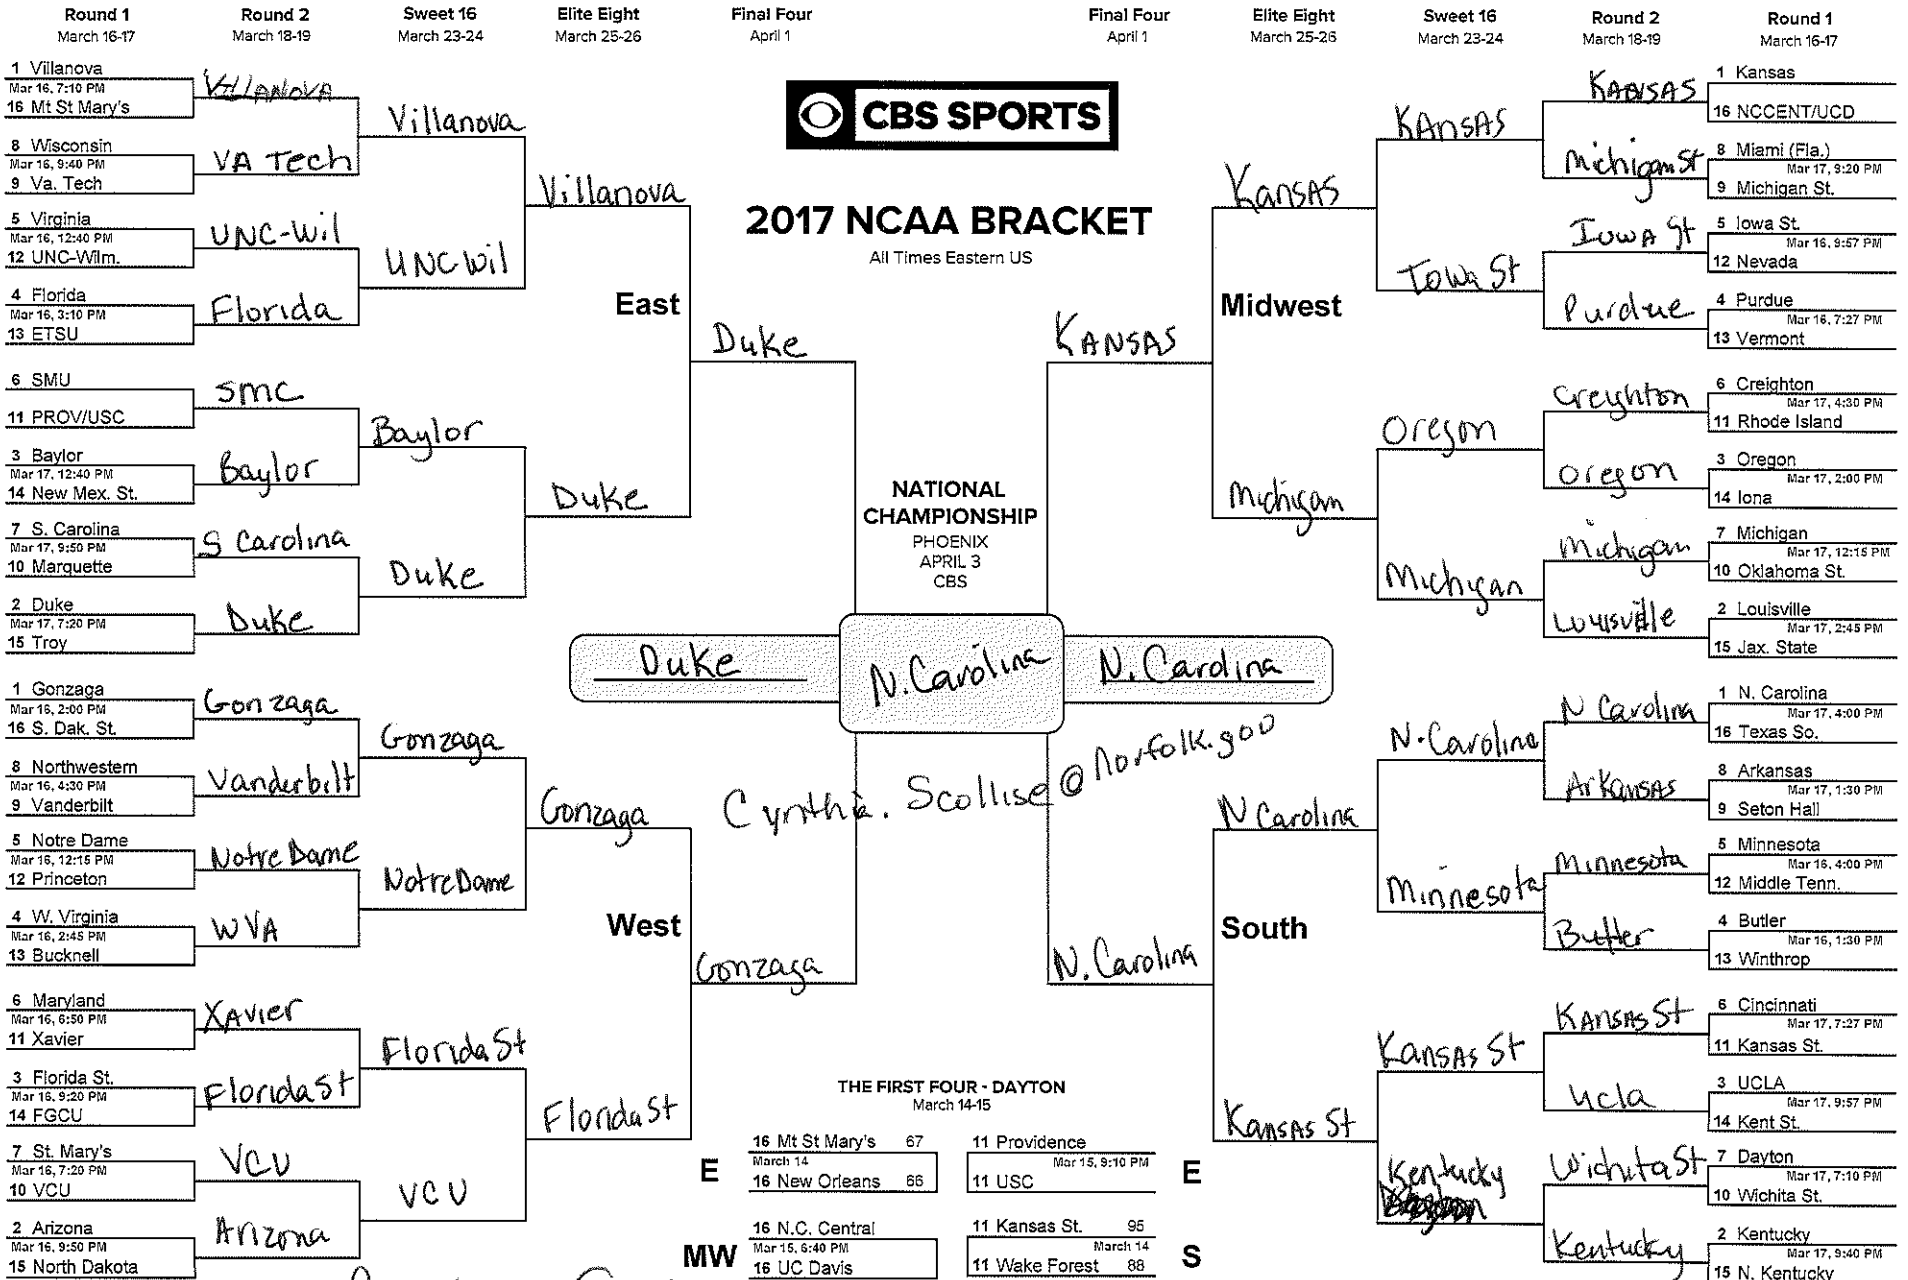 Round 1 Round 2 Sweet 16 Elite Eight Final Four Final Four Elite Eight Sweet 16 Round 2 Round 1
March 16-17 March 18-19 March 23-24 March 25-26 April 1 April 1 March 25-26 March 23-24 March 18-19 March 16-17
CBS SPORTS
2017 NCAA BRACKET
All Times Eastern US
East
1 Villanova
Mar 16, 7:10 PM
16 Mt St Mary's
8 Wisconsin
Mar 16, 9:40 PM
9 Va. Tech
5 Virginia
Mar 16, 12:40 PM
12 UNC-Wilm.
4 Florida
Mar 16, 3:10 PM
13 ETSU
6 SMU
11 PROV/USC
3 Baylor
Mar 17, 12:40 PM
14 New Mex. St.
7 S. Carolina
Mar 17, 9:50 PM
10 Marquette
2 Duke
Mar 17, 7:20 PM
15 Troy
Villanova
VA Tech
UNC-Wil
Florida
SMC
Baylor
S Carolina
Duke
Villanova
UNC Wil
Baylor
Duke
Villanova
Duke
Duke
West
1 Gonzaga
Mar 16, 2:00 PM
16 S. Dak. St.
8 Northwestern
Mar 16, 4:30 PM
9 Vanderbilt
5 Notre Dame
Mar 16, 12:15 PM
12 Princeton
4 W. Virginia
Mar 16, 2:45 PM
13 Bucknell
6 Maryland
Mar 16, 6:50 PM
11 Xavier
3 Florida St.
Mar 16, 9:20 PM
14 FGCU
7 St. Mary's
Mar 16, 7:20 PM
10 VCU
2 Arizona
Mar 16, 9:50 PM
15 North Dakota
Gonzaga
Vanderbilt
Notre Dame
WVA
Xavier
Florida St
VCU
Arizona
Gonzaga
Notre Dame
Florida St
VCU
Gonzaga
Florida St
Gonzaga
NATIONAL
CHAMPIONSHIP
PHOENIX
APRIL 3
CBS
Duke N. Carolina N. Carolina
Cynthia. Scollise@norfolk.gov
Midwest
KANSAS
Kansas
Michigan
Kansas
Iowa St
Oregon
Michigan
Kansas
Michigan St
Iowa St
Purdue
Creighton
Oregon
Michigan
Louisville
1 Kansas
16 NCCENT/UCD
8 Miami (Fla.)
Mar 17, 9:20 PM
9 Michigan St.
5 Iowa St.
Mar 16, 9:57 PM
12 Nevada
4 Purdue
Mar 16, 7:27 PM
13 Vermont
6 Creighton
Mar 17, 4:30 PM
11 Rhode Island
3 Oregon
Mar 17, 2:00 PM
14 Iona
7 Michigan
Mar 17, 12:15 PM
10 Oklahoma St.
2 Louisville
Mar 17, 2:45 PM
15 Jax. State
South
N. Carolina
N Carolina
Kansas St
N. Carolina
Minnesota
Kansas St
Kentucky
N Carolina
Arkansas
Minnesota
Butler
Kansas St
Ucla
Wichita St
Kentucky
1 N. Carolina
Mar 17, 4:00 PM
16 Texas So.
8 Arkansas
Mar 17, 1:30 PM
9 Seton Hall
5 Minnesota
Mar 16, 4:00 PM
12 Middle Tenn.
4 Butler
Mar 16, 1:30 PM
13 Winthrop
6 Cincinnati
Mar 17, 7:27 PM
11 Kansas St.
3 UCLA
Mar 17, 9:57 PM
14 Kent St.
7 Dayton
Mar 17, 7:10 PM
10 Wichita St.
2 Kentucky
Mar 17, 9:40 PM
15 N. Kentucky
THE FIRST FOUR - DAYTON
March 14-15
E
16 Mt St Mary's 67
March 14
16 New Orleans 66
11 Providence
Mar 15, 9:10 PM
11 USC
E
MW
16 N.C. Central
Mar 15, 6:40 PM
16 UC Davis
11 Kansas St. 95
March 14
11 Wake Forest 88
S